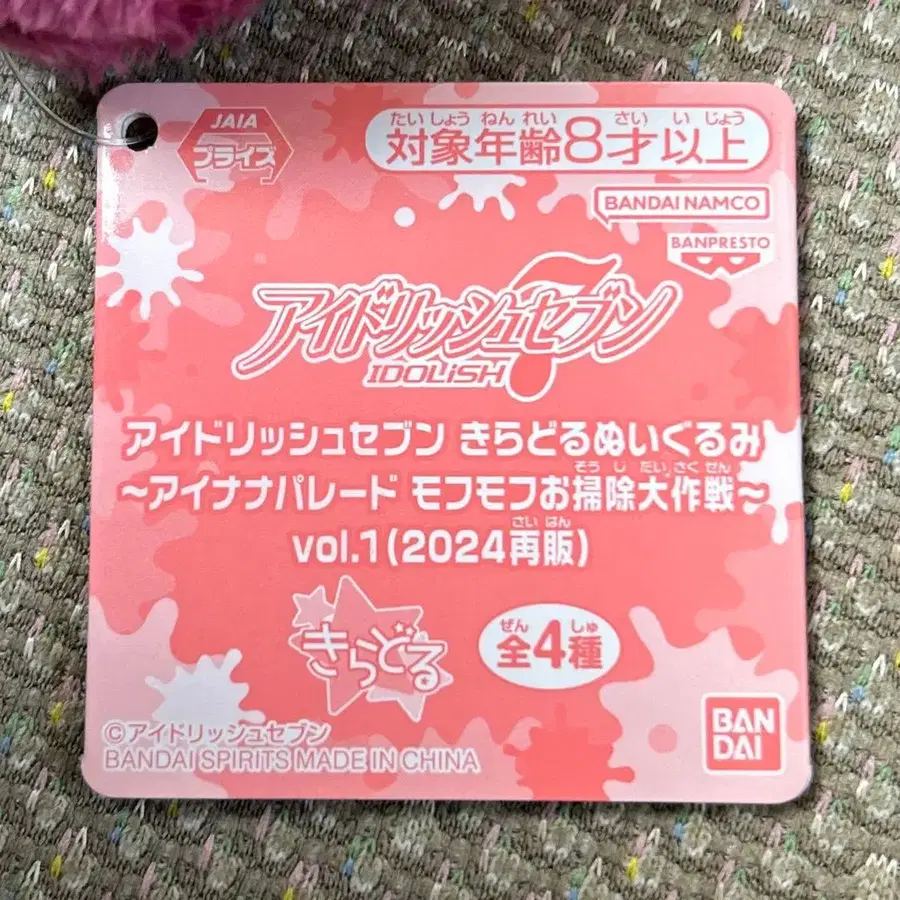 JAIA
プライズ
たいしょうねんれい さいいじょう
対象年齢8才以上
BANDAI NAMCO
BANPRESTO
アイドリッシュセブン
IDOLiSH7
アイドリッシュセブン きらどるぬいぐるみ
そうじだいさくせん
~アイナナパレード モフモフお掃除大作戦~
さいはん
vol.1(2024再販)
きらどる
ぜん しゅ
全4種
©アイドリッシュセブン
BANDAI SPIRITS MADE IN CHINA
BAN
DAI